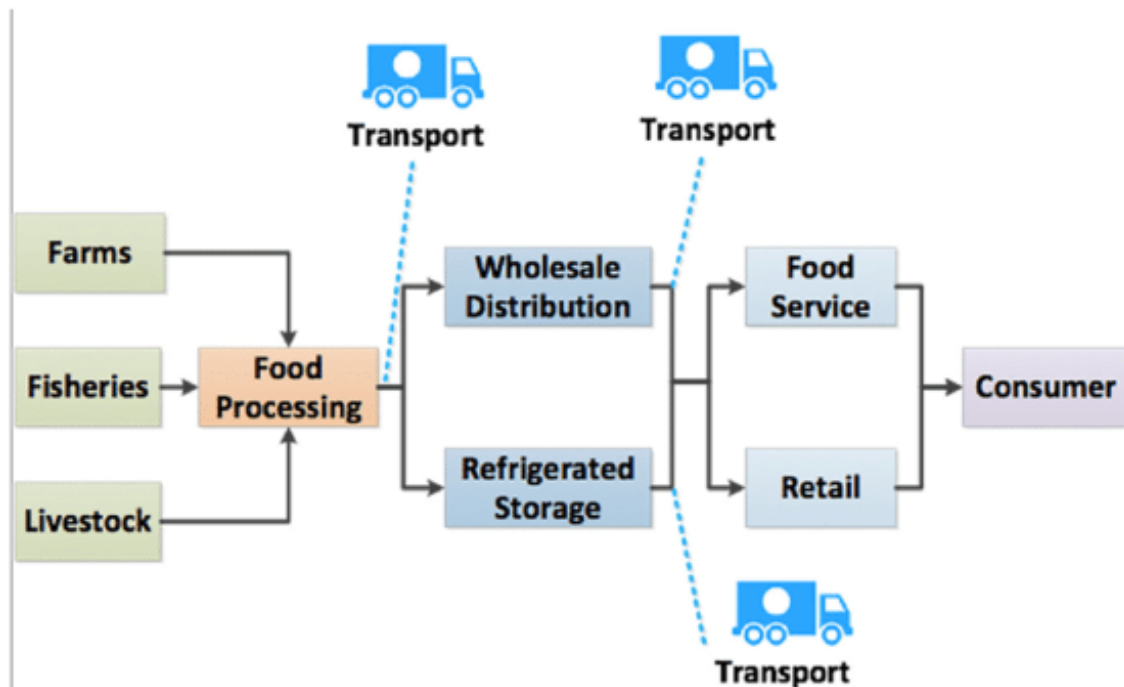 Transport
Transport
Farms
Wholesale
Distribution
Food
Service
Fisheries
Food
Processing
Consumer
Livestock
Refrigerated
Storage
Retail
Transport